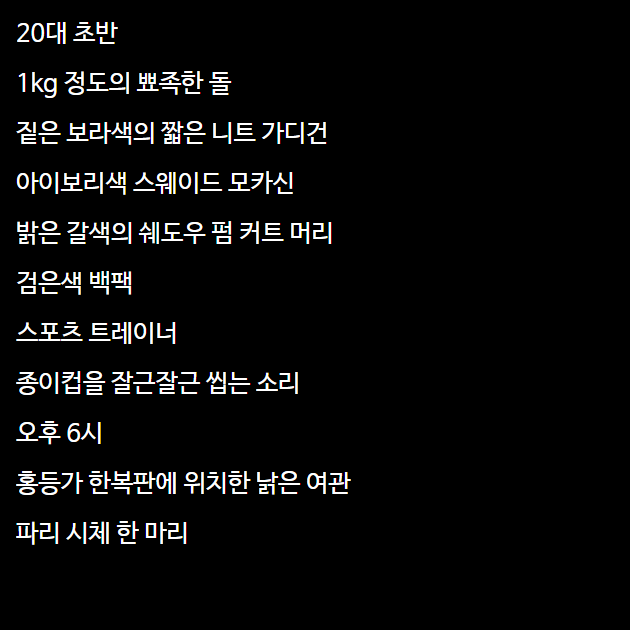 20대 초반
1kg 정도의 뾰족한 돌
짙은 보라색의 짧은 니트 가디건
아이보리색 스웨이드 모카신
밝은 갈색의 쉐도우 펌 커트 머리
검은색 백팩
스포츠 트레이너
종이컵을 잘근잘근 씹는 소리
오후 6시
홍등가 한복판에 위치한 낡은 여관
파리 시체 한 마리